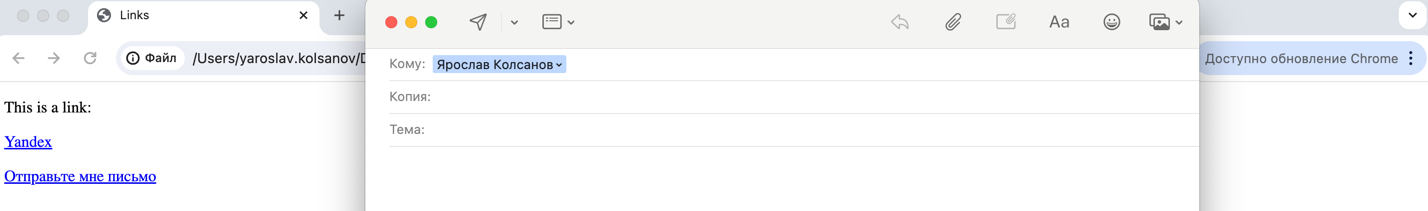 Links
Файл
/Users/yaroslav.kolsanov/D
Доступно обновление Chrome
This is a link:
Yandex
Отправьте мне письмо
Aa
Кому: Ярослав Колсанов
Копия:
Тема: